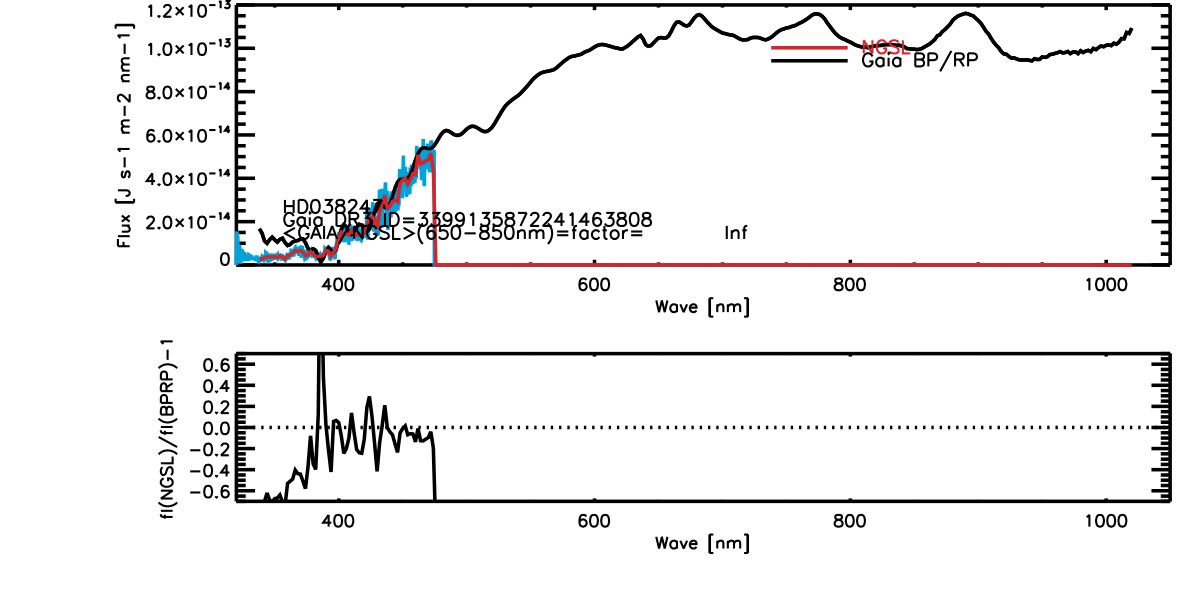 1.2×10⁻¹³
1.0×10⁻¹³
8.0×10⁻¹⁴
6.0×10⁻¹⁴
4.0×10⁻¹⁴
2.0×10⁻¹⁴
0
Flux [J s−1 m−2 nm−1]
NGSL
Gaia BP/RP
HD038247
Gaia DR3 ID=3399135872241463808
<GAIA/NGSL>(650−850nm)=factor= Inf
400 600 800 1000
Wave [nm]
fl(NGSL)/fl(BPRP)−1
0.6
0.4
0.2
0.0
−0.2
−0.4
−0.6
400 600 800 1000
Wave [nm]